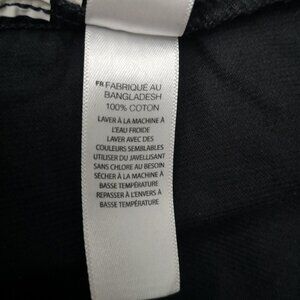 FR FABRIQUÉ AU
BANGLADESH
100% COTON
LAVER À LA MACHINE À
L'EAU FROIDE
LAVER AVEC DES
COULEURS SEMBLABLES
UTILISER DU JAVELLISANT
SANS CHLORE AU BESOIN
SÉCHER À LA MACHINE À
BASSE TEMPÉRATURE
REPASSER À L'ENVERS À
BASSE TEMPÉRATURE